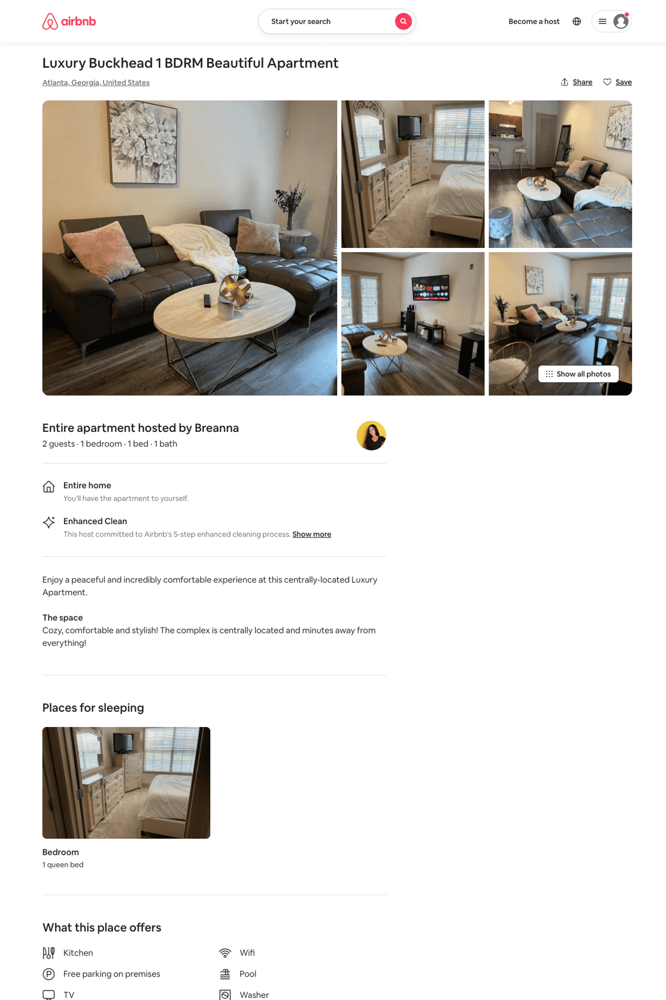 airbnb
Start your search
Become a host
Luxury Buckhead 1 BDRM Beautiful Apartment
Atlanta, Georgia, United States
Share
Save
Show all photos
Entire apartment hosted by Breanna
2 guests · 1 bedroom · 1 bed · 1 bath
Entire home
You'll have the apartment to yourself.
Enhanced Clean
This host committed to Airbnb's 5-step enhanced cleaning process. Show more
Enjoy a peaceful and incredibly comfortable experience at this centrally-located Luxury
Apartment.
The space
Cozy, comfortable and stylish! The complex is centrally located and minutes away from
everything!
Places for sleeping
Bedroom
1 queen bed
What this place offers
Kitchen
Wifi
Free parking on premises
Pool
TV
Washer